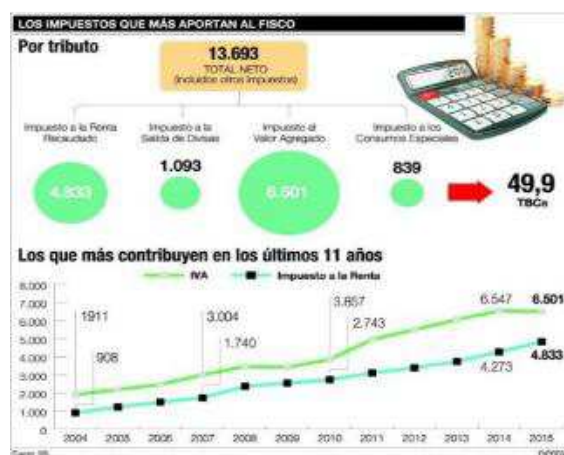 LOS IMPUESTOS QUE MÁS APORTAN AL FISCO
Por tributo
13.693
TOTAL NETO
(Incluidos otros Impuestos)
Impuesto a la Renta
Recaudado
4.833
Impuesto a la
Salida de Divisas
1.093
Impuesto al
Valor Agregado
6.501
Impuesto a los
Consumos Especiales
839
49,9
TBCs
Los que más contribuyen en los últimos 11 años
IVA
Impuesto a la Renta
8.000
7.000
6.000
5.000
4.000
3.000
2.000
1.000
0
1911
908
3.004
1.740
3.857
2.743
6.547
6.501
4.273
4.833
2004 2005 2006 2007 2008 2009 2010 2011 2012 2013 2014 2015